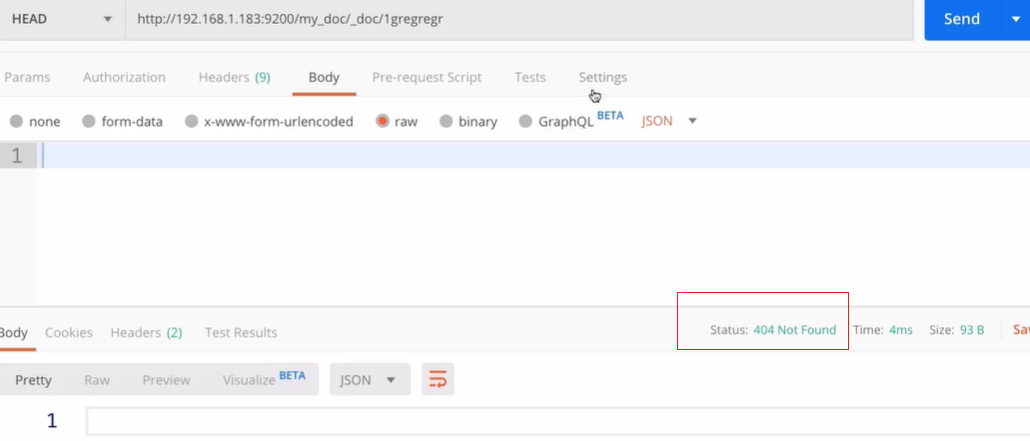 HEAD http://192.168.1.183:9200/my_doc/_doc/1gregregr Send
Params Authorization Headers (9) Body Pre-request Script Tests Settings
none form-data x-www-form-urlencoded raw binary GraphQL BETA JSON
1
Body Cookies Headers (2) Test Results Status: 404 Not Found Time: 4ms Size: 93 B Sav
Pretty Raw Preview Visualize BETA JSON
1